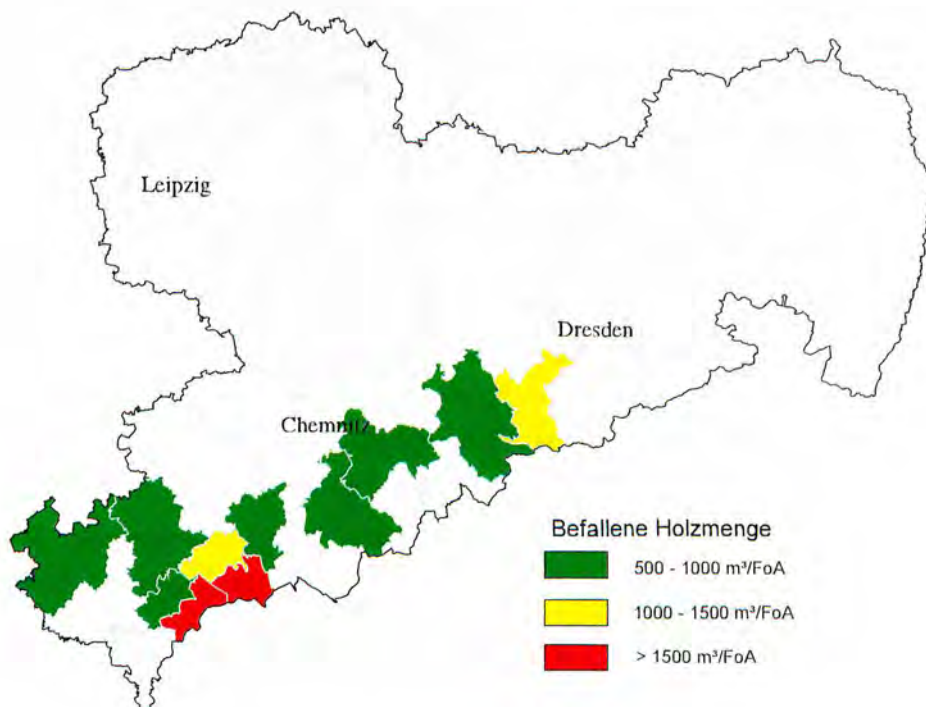 Leipzig
Dresden
Chemnitz
Befallene Holzmenge
500 - 1000 m³/FoA
1000 - 1500 m³/FoA
> 1500 m³/FoA